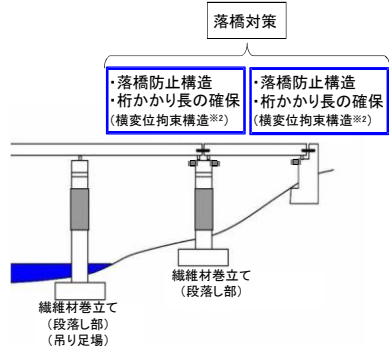 落橋対策
・落橋防止構造
・桁かかり長の確保
(横変位拘束構造※2)
・落橋防止構造
・桁かかり長の確保
(横変位拘束構造※2)
繊維材巻立て
(段落し部)
(吊り足場)
繊維材巻立て
(段落し部)